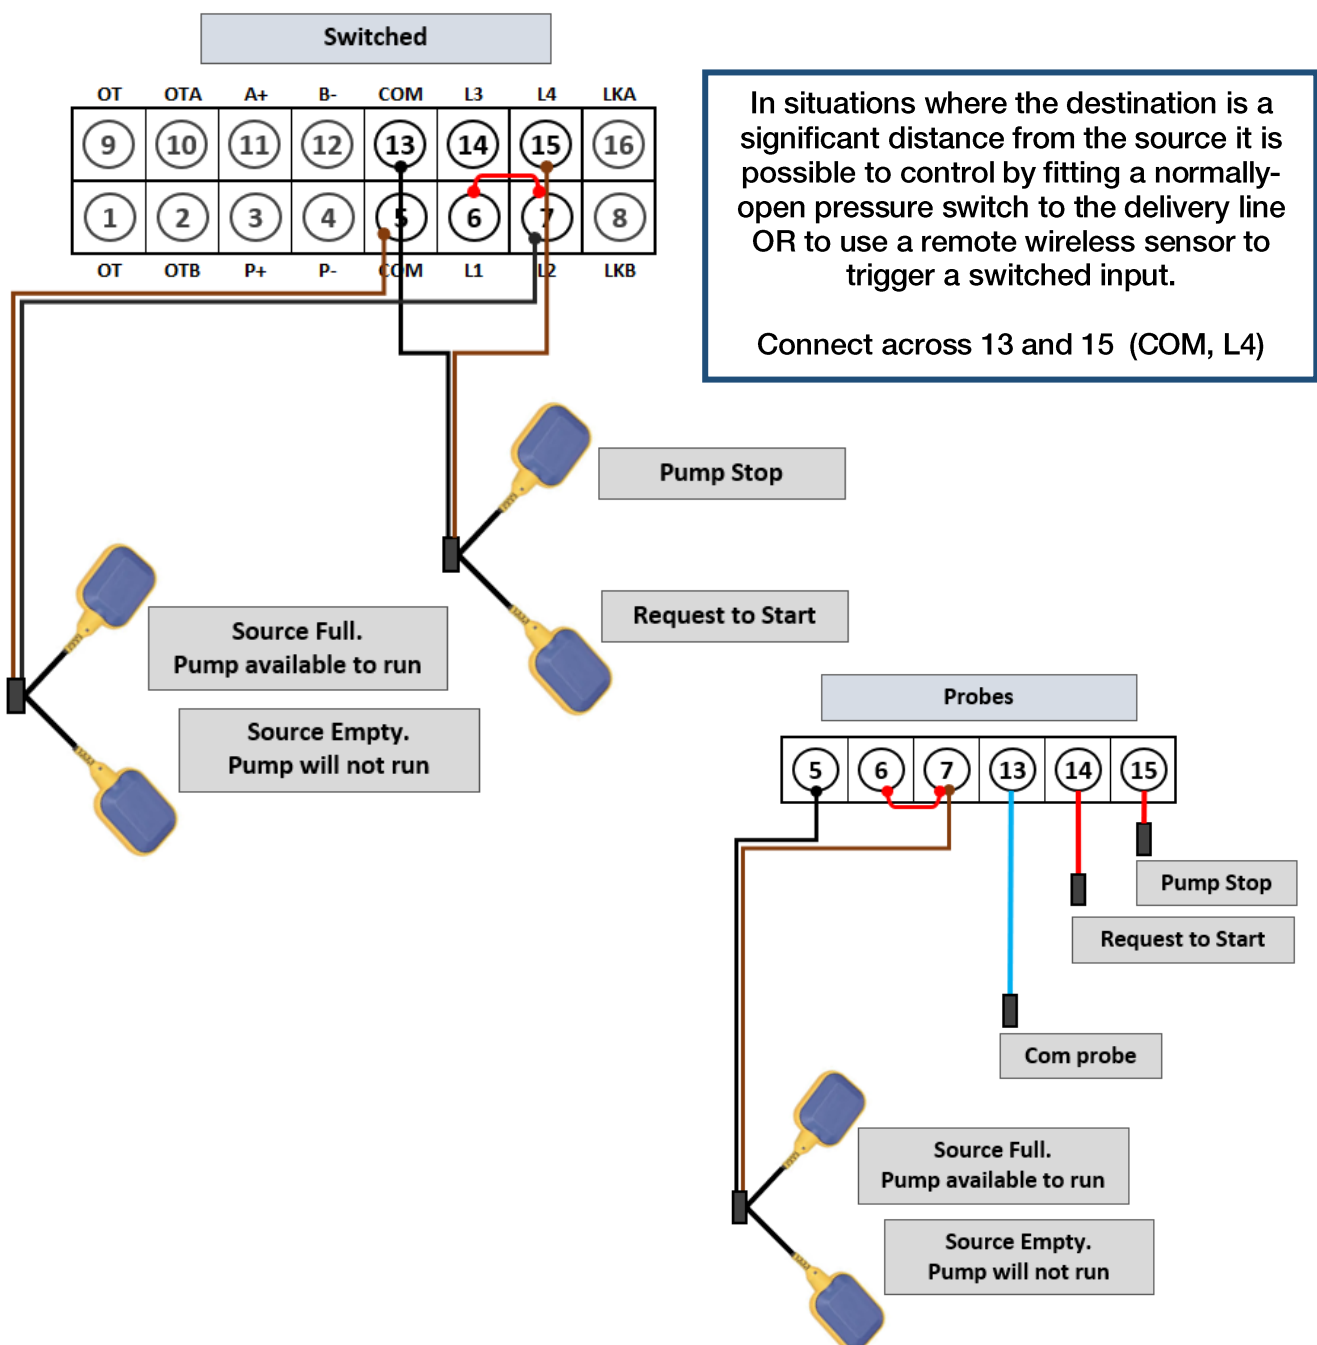 Switched
OT OTA A+ B- COM L3 L4 LKA
9 10 11 12 13 14 15 16
1 2 3 4 5 6 7 8
OT OTB P+ P- COM L1 L2 LKB
In situations where the destination is a
significant distance from the source it is
possible to control by fitting a normally-
open pressure switch to the delivery line
OR to use a remote wireless sensor to
trigger a switched input.
Connect across 13 and 15 (COM, L4)
Pump Stop
Request to Start
Source Full.
Pump available to run
Source Empty.
Pump will not run
Probes
5 6 7 13 14 15
Pump Stop
Request to Start
Com probe
Source Full.
Pump available to run
Source Empty.
Pump will not run